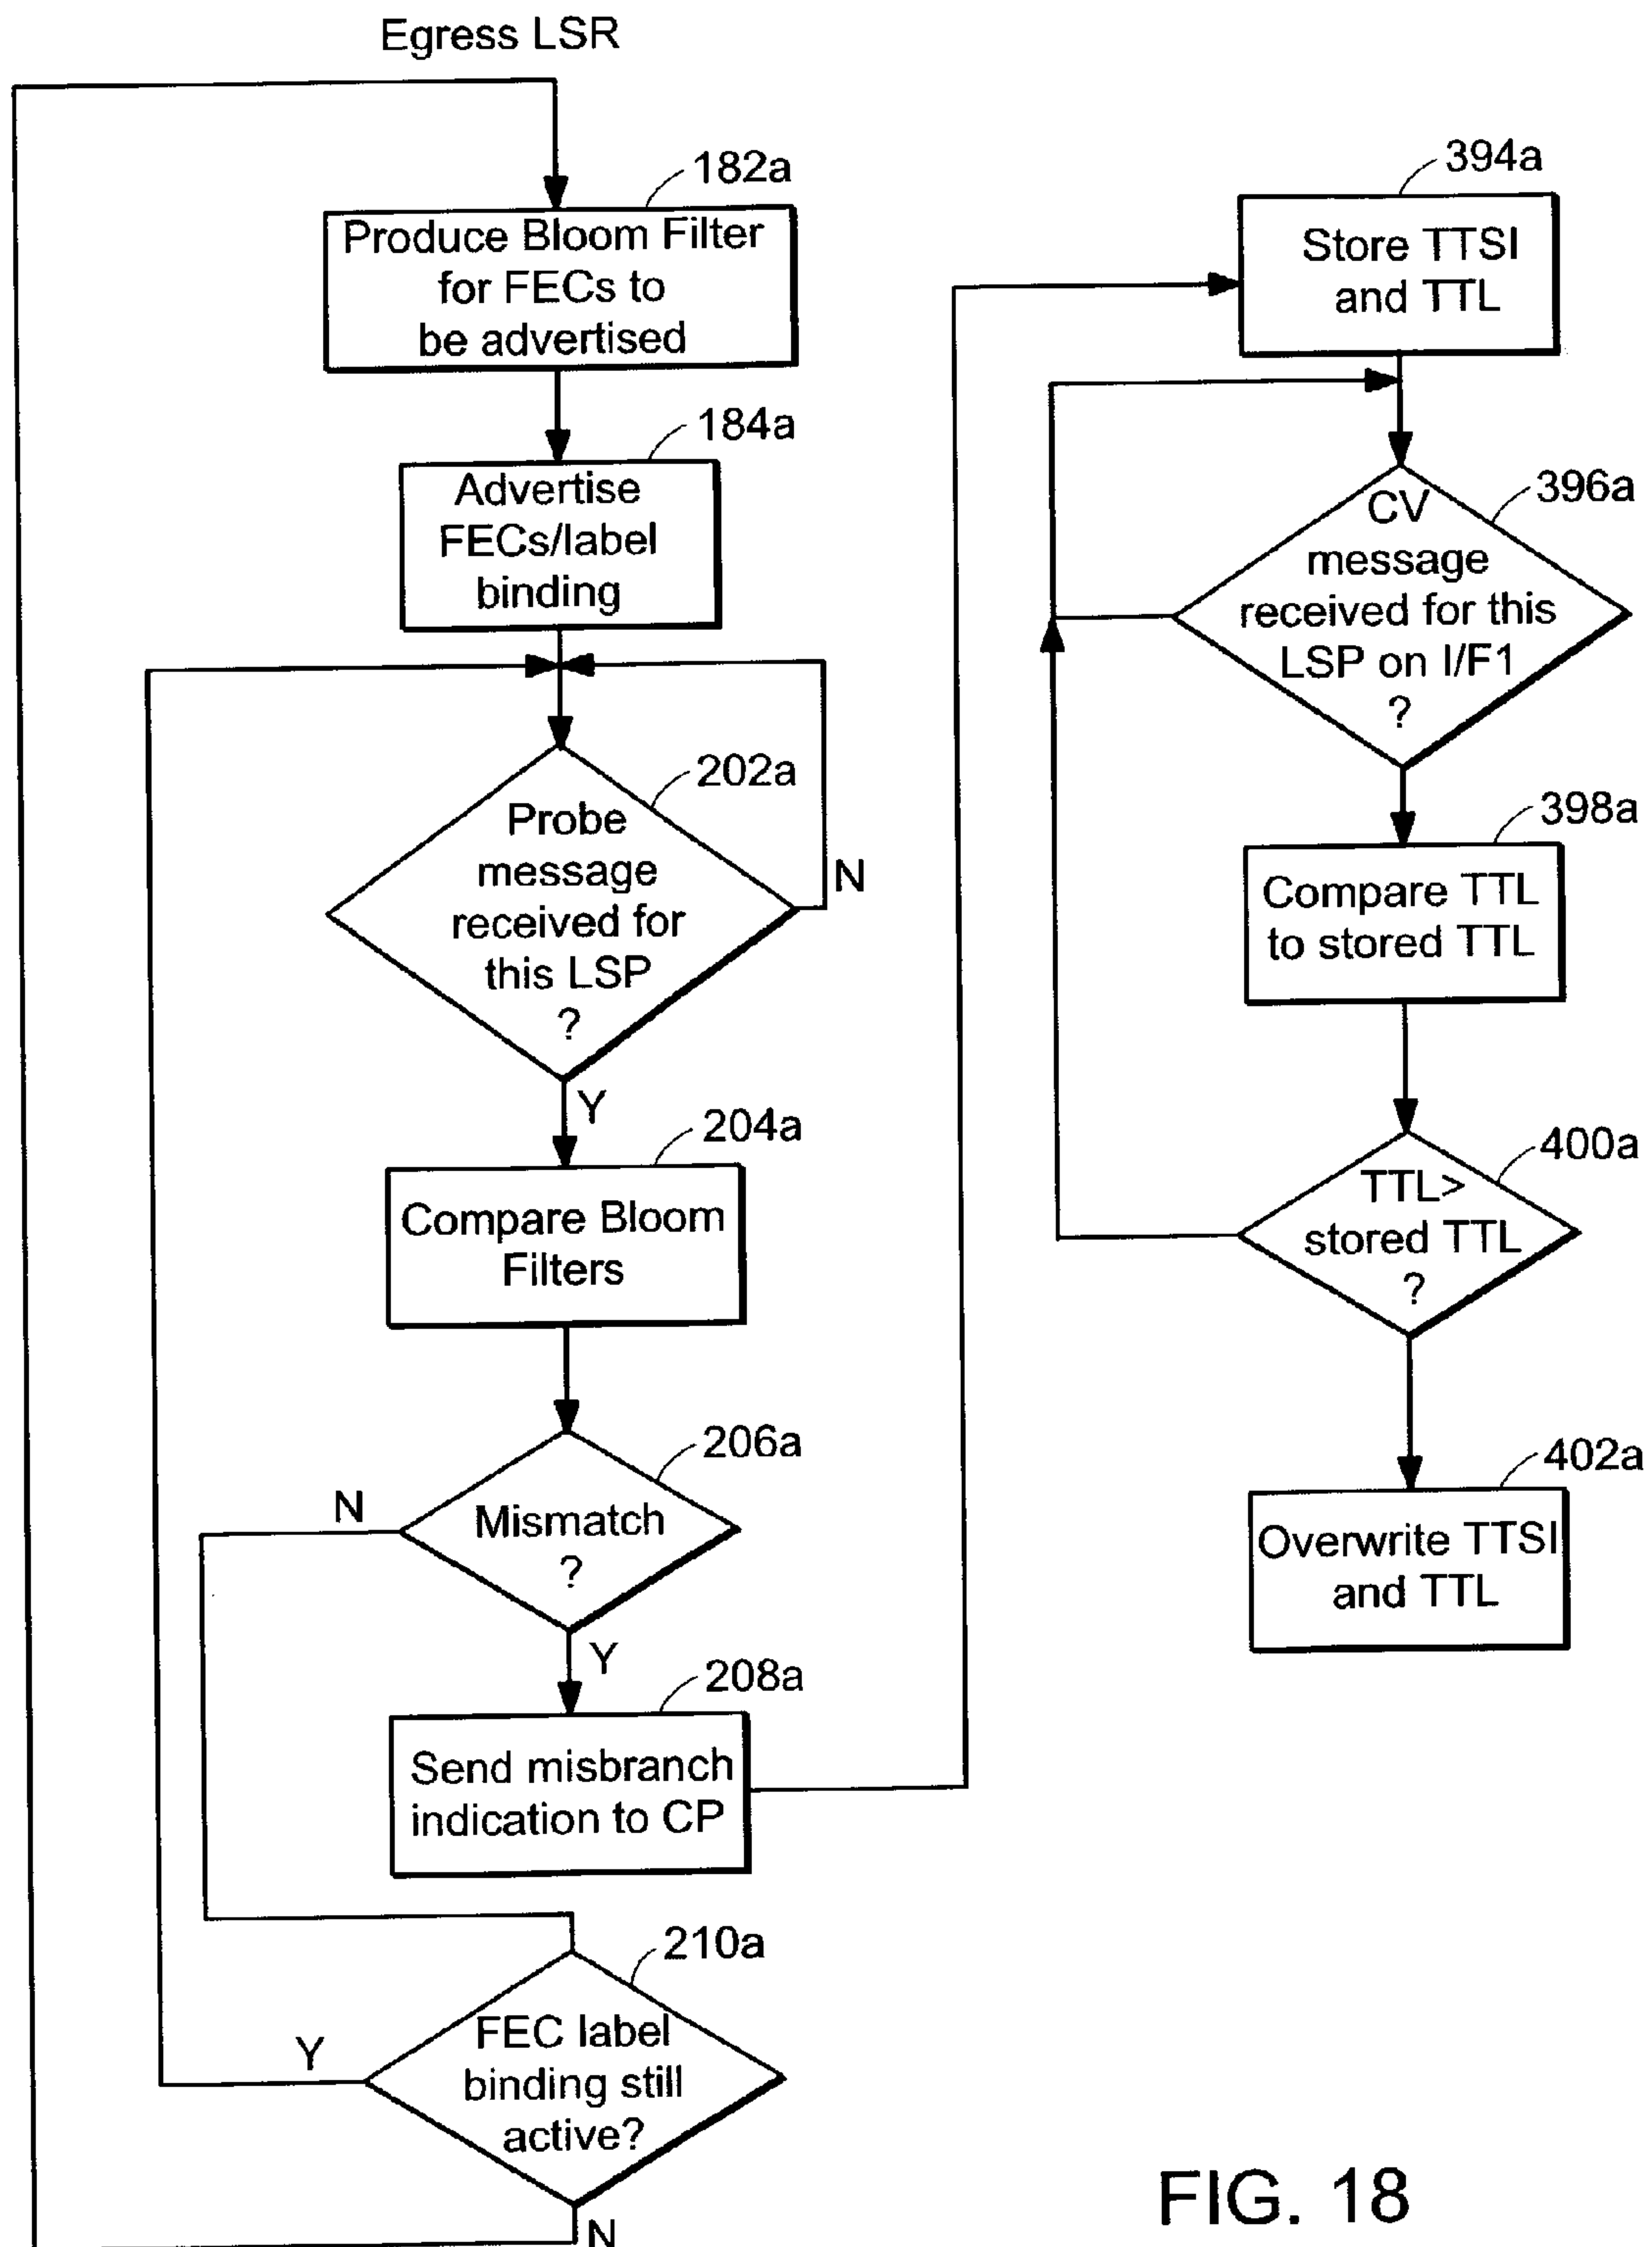 Egress LSR
182a
Produce Bloom Filter
for FECs to
be advertised
184a
Advertise
FECs/label
binding
202a
Probe
message
received for
this LSP
?
N
Y
204a
Compare Bloom
Filters
206a
Mismatch
?
N
Y
208a
Send misbranch
indication to CP
210a
FEC label
binding still
active?
Y
N
394a
Store TTSI
and TTL
396a
CV
message
received for this
LSP on I/F1
?
398a
Compare TTL
to stored TTL
400a
TTL>
stored TTL
?
402a
Overwrite TTSI
and TTL
FIG. 18